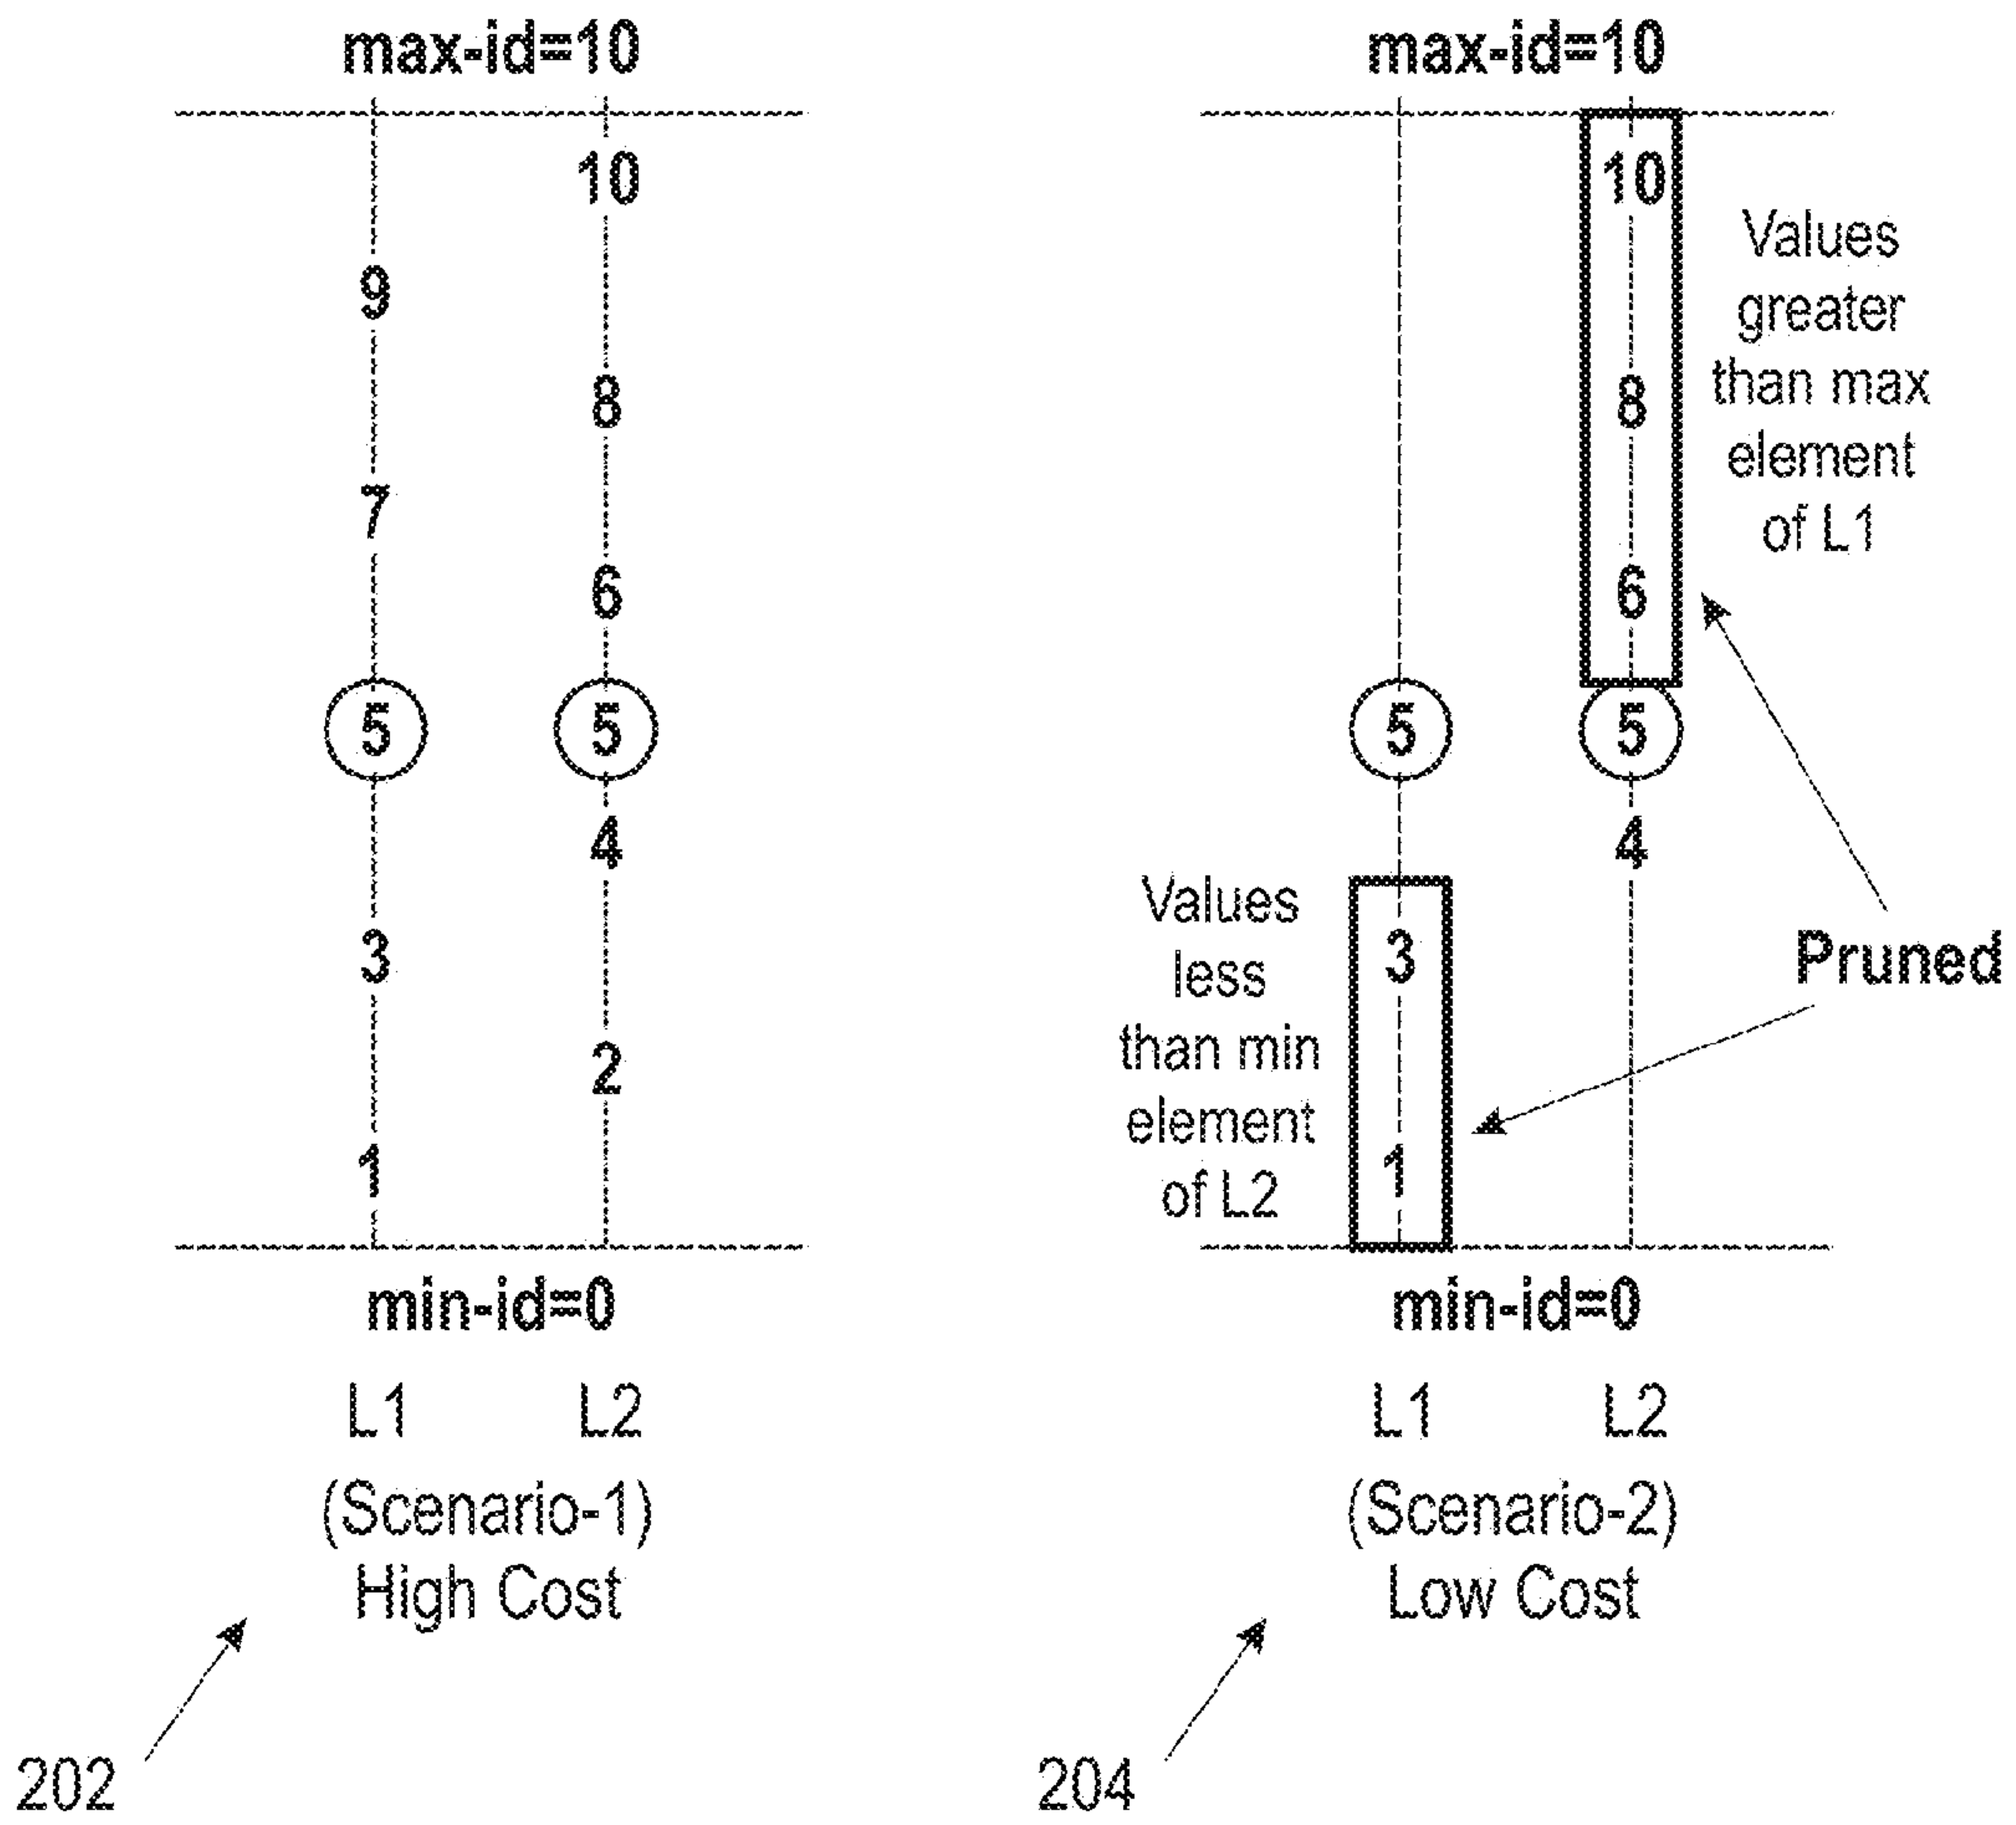 max-id=10
10
9
8
7
6
5 5
4
3
2
1
min-id=0
L1 L2
(Scenario-1)
High Cost
202
max-id=10
10
Values
greater
than max
element
of L1
8
6
5 5
4
Values
less
than min
element
of L2
3
1
Pruned
min-id=0
L1 L2
(Scenario-2)
Low Cost
204